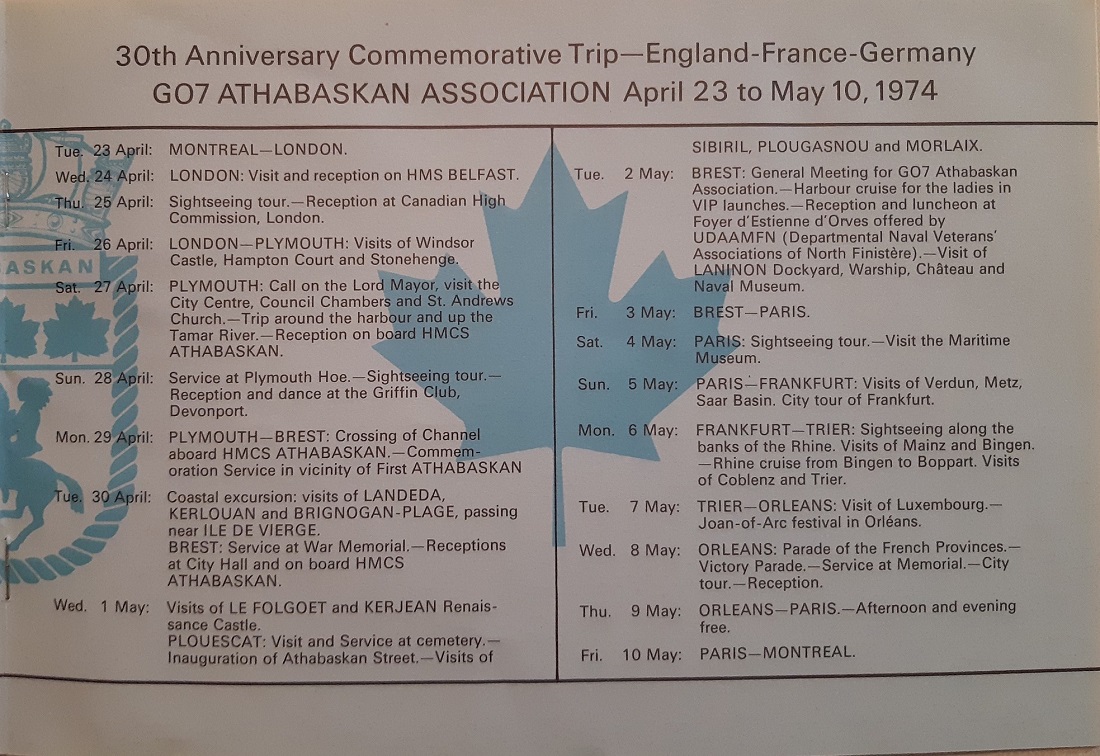 30th Anniversary Commemorative Trip—England-France-Germany
GO7 ATHABASKAN ASSOCIATION April 23 to May 10, 1974
ASKAN
Tue. 23 April: MONTREAL—LONDON.
Wed. 24 April: LONDON: Visit and reception on HMS BELFAST.
Thu. 25 April: Sightseeing tour.—Reception at Canadian High
Commission, London.
Fri. 26 April: LONDON—PLYMOUTH: Visits of Windsor
Castle, Hampton Court and Stonehenge.
Sat. 27 April: PLYMOUTH: Call on the Lord Mayor, visit the
City Centre, Council Chambers and St. Andrews
Church.—Trip around the harbour and up the
Tamar River.—Reception on board HMCS
ATHABASKAN.
Sun. 28 April: Service at Plymouth Hoe.—Sightseeing tour.—
Reception and dance at the Griffin Club,
Devonport.
Mon. 29 April: PLYMOUTH—BREST: Crossing of Channel
aboard HMCS ATHABASKAN.—Commem-
oration Service in vicinity of First ATHABASKAN
Tue. 30 April: Coastal excursion: visits of LANDEDA,
KERLOUAN and BRIGNOGAN-PLAGE, passing
near ILE DE VIERGE.
BREST: Service at War Memorial.—Receptions
at City Hall and on board HMCS
ATHABASKAN.
Wed. 1 May: Visits of LE FOLGOET and KERJEAN Renais-
sance Castle.
PLOUESCAT: Visit and Service at cemetery.—
Inauguration of Athabaskan Street.—Visits of
SIBIRIL, PLOUGASNOU and MORLAIX.
Tue. 2 May: BREST: General Meeting for GO7 Athabaskan
Association.—Harbour cruise for the ladies in
VIP launches.—Reception and luncheon at
Foyer d'Estienne d'Orves offered by
UDAAMFN (Departmental Naval Veterans'
Associations of North Finistère).—Visit of
LANINON Dockyard, Warship, Château and
Naval Museum.
Fri. 3 May: BREST—PARIS.
Sat. 4 May: PARIS: Sightseeing tour.—Visit the Maritime
Museum.
Sun. 5 May: PARIS—FRANKFURT: Visits of Verdun, Metz,
Saar Basin. City tour of Frankfurt.
Mon. 6 May: FRANKFURT—TRIER: Sightseeing along the
banks of the Rhine. Visits of Mainz and Bingen.
—Rhine cruise from Bingen to Boppart. Visits
of Coblenz and Trier.
Tue. 7 May: TRIER—ORLEANS: Visit of Luxembourg.—
Joan-of-Arc festival in Orléans.
Wed. 8 May: ORLEANS: Parade of the French Provinces.—
Victory Parade.—Service at Memorial.—City
tour.—Reception.
Thu. 9 May: ORLEANS—PARIS.—Afternoon and evening
free.
Fri. 10 May: PARIS—MONTREAL.